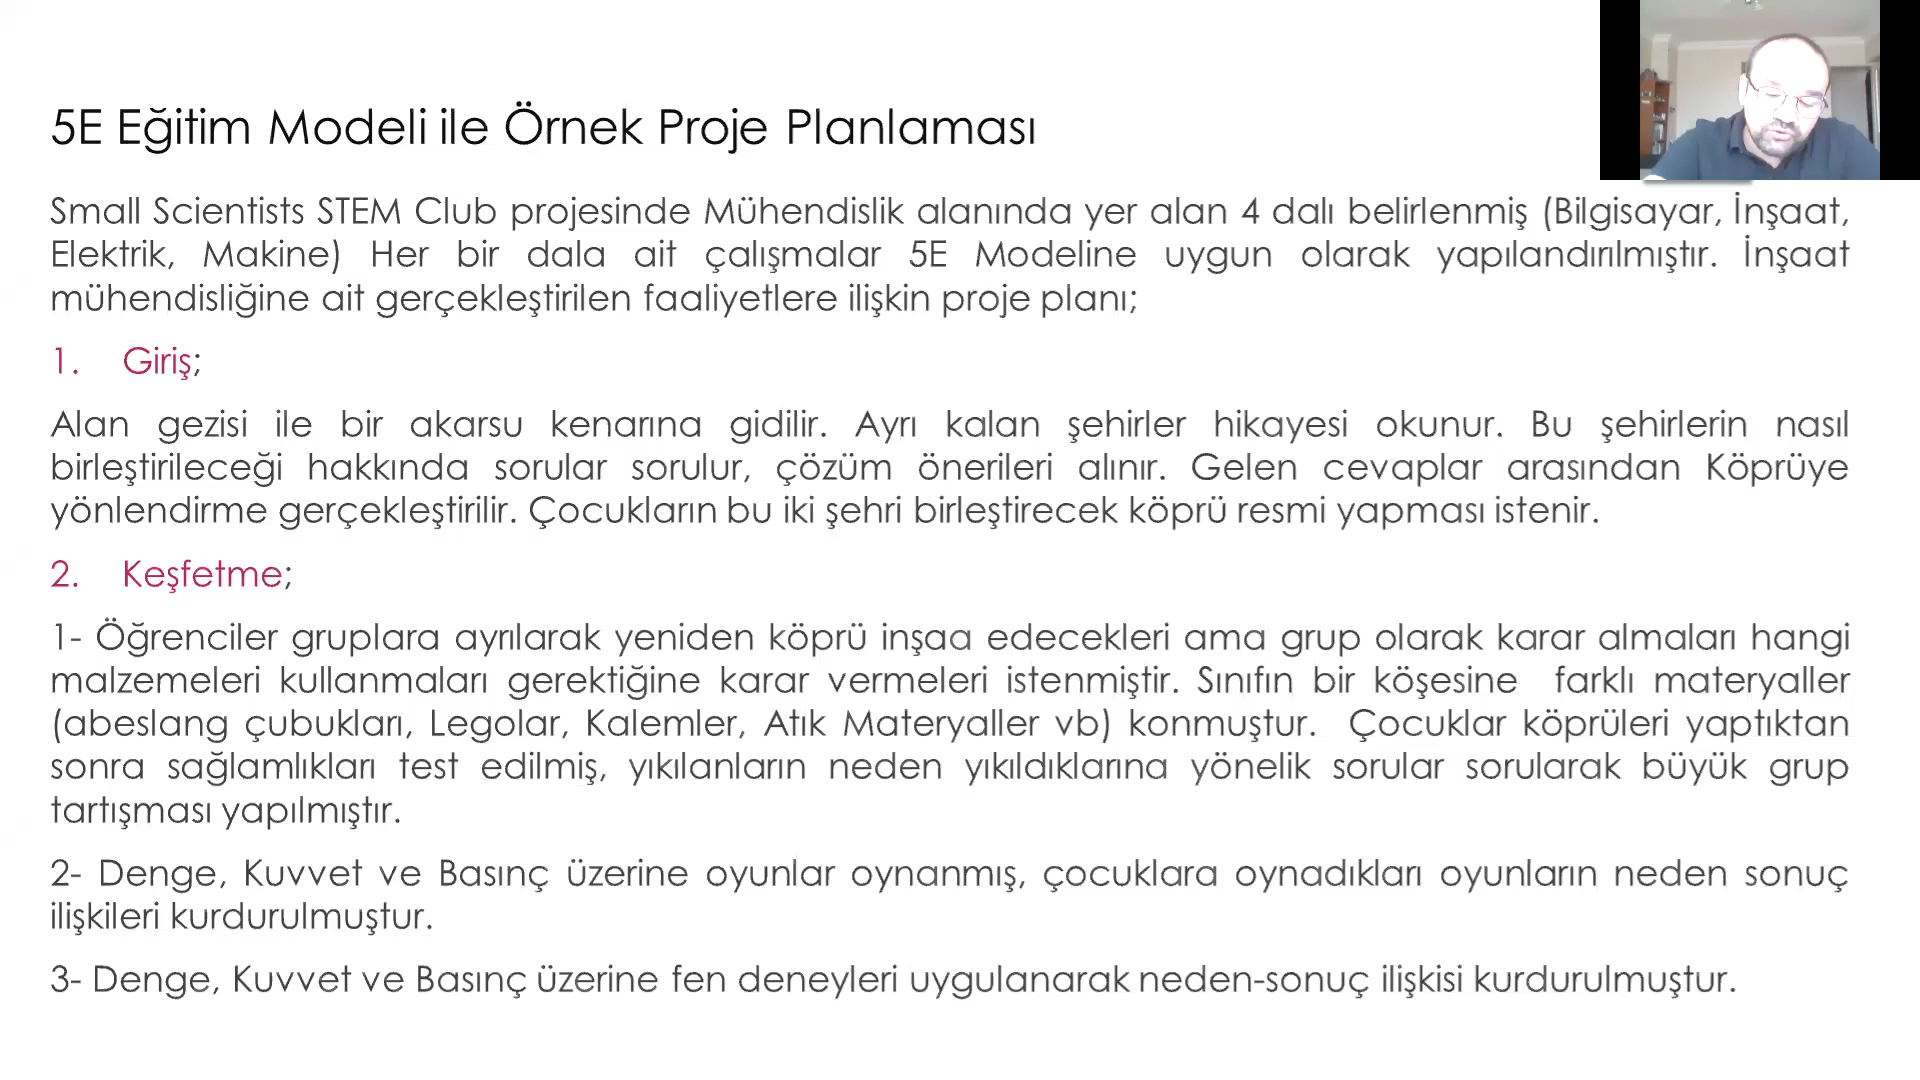 5E Eğitim Modeli ile Örnek Proje Planlaması
Small Scientists STEM Club projesinde Mühendislik alanında yer alan 4 dalı belirlenmiş (Bilgisayar, İnşaat,
Elektrik, Makine) Her bir dala ait çalışmalar 5E Modeline uygun olarak yapılandırılmıştır. İnşaat
mühendisliğine ait gerçekleştirilen faaliyetlere ilişkin proje planı;
1. Giriş;
Alan gezisi ile bir akarsu kenarına gidilir. Ayrı kalan şehirler hikayesi okunur. Bu şehirlerin nasıl
birleştirileceği hakkında sorular sorulur, çözüm önerileri alınır. Gelen cevaplar arasından Köprüye
yönlendirme gerçekleştirilir. Çocukların bu iki şehri birleştirecek köprü resmi yapması istenir.
2. Keşfetme;
1- Öğrenciler gruplara ayrılarak yeniden köprü inşaa edecekleri ama grup olarak karar almaları hangi
malzemeleri kullanmaları gerektiğine karar vermeleri istenmiştir. Sınıfın bir köşesine farklı materyaller
(abeslang çubukları, Legolar, Kalemler, Atık Materyaller vb) konmuştur. Çocuklar köprüleri yaptıktan
sonra sağlamlıkları test edilmiş, yıkılanların neden yıkıldıklarına yönelik sorular sorularak büyük grup
tartışması yapılmıştır.
2- Denge, Kuvvet ve Basınç üzerine oyunlar oynanmış, çocuklara oynadıkları oyunların neden sonuç
ilişkileri kurdurulmuştur.
3- Denge, Kuvvet ve Basınç üzerine fen deneyleri uygulanarak neden-sonuç ilişkisi kurdurulmuştur.